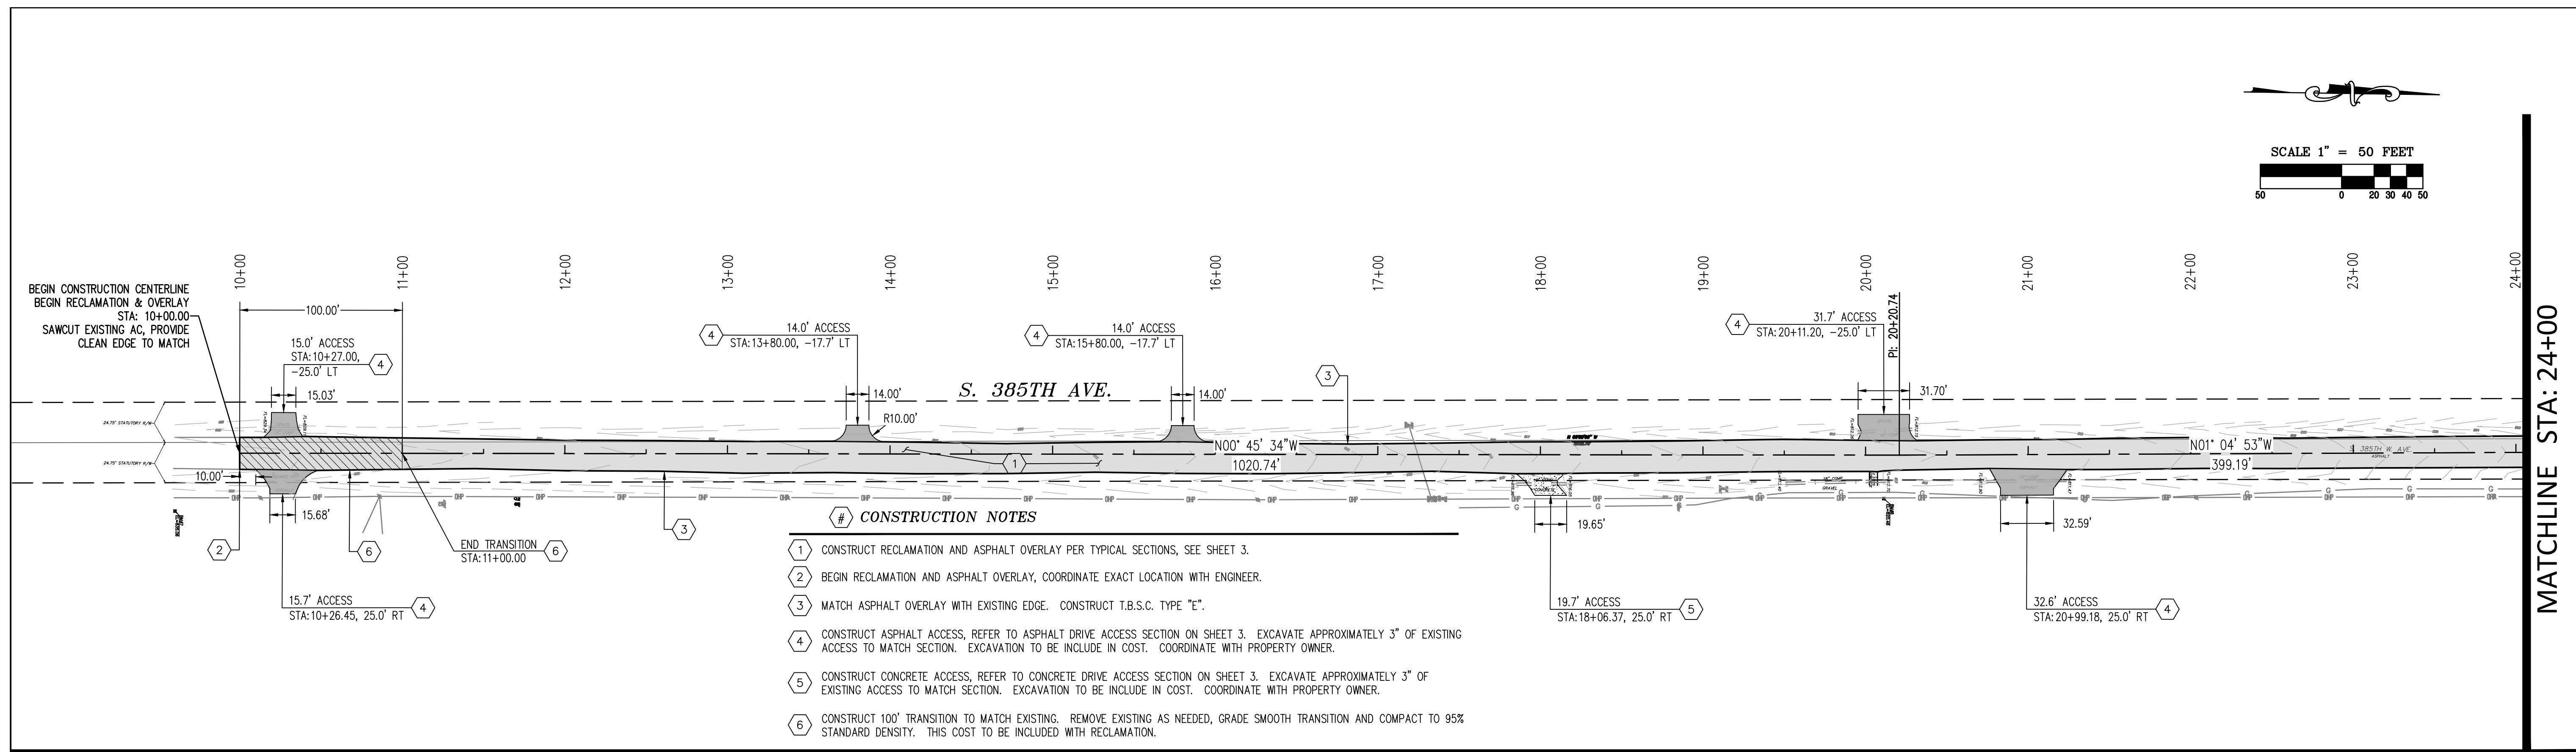 SCALE 1" = 50 FEET
50 0 20 30 40 50
10+00
11+00
12+00
13+00
14+00
15+00
16+00
17+00
18+00
19+00
20+00
21+00
22+00
23+00
24+00
PI: 20+20.74
MATCHLINE STA: 24+00
BEGIN CONSTRUCTION CENTERLINE
BEGIN RECLAMATION & OVERLAY
STA: 10+00.00
SAWCUT EXISTING AC, PROVIDE
CLEAN EDGE TO MATCH
100.00'
15.0' ACCESS
STA:10+27.00,
-25.0' LT
4
15.03'
4
14.0' ACCESS
STA:13+80.00, -17.7' LT
14.00'
R10.00'
S. 385TH AVE.
4
14.0' ACCESS
STA:15+80.00, -17.7' LT
14.00'
3
4
31.7' ACCESS
STA:20+11.20, -25.0' LT
31.70'
24.75' STATUTORY R/W
24.75' STATUTORY R/W
N00° 45' 34"W
1020.74'
1
N01° 04' 53"W
399.19'
S 385TH W AVE
ASPHALT
10.00'
15.68'
2
6
END TRANSITION
STA:11+00.00
6
3
15.7' ACCESS
STA:10+26.45, 25.0' RT
4
19.65'
19.7' ACCESS
STA:18+06.37, 25.0' RT
5
GRAVEL
32.59'
32.6' ACCESS
STA:20+99.18, 25.0' RT
4
# CONSTRUCTION NOTES
1 CONSTRUCT RECLAMATION AND ASPHALT OVERLAY PER TYPICAL SECTIONS, SEE SHEET 3.
2 BEGIN RECLAMATION AND ASPHALT OVERLAY, COORDINATE EXACT LOCATION WITH ENGINEER.
3 MATCH ASPHALT OVERLAY WITH EXISTING EDGE. CONSTRUCT T.B.S.C. TYPE "E".
4 CONSTRUCT ASPHALT ACCESS, REFER TO ASPHALT DRIVE ACCESS SECTION ON SHEET 3. EXCAVATE APPROXIMATELY 3" OF EXISTING
ACCESS TO MATCH SECTION. EXCAVATION TO BE INCLUDE IN COST. COORDINATE WITH PROPERTY OWNER.
5 CONSTRUCT CONCRETE ACCESS, REFER TO CONCRETE DRIVE ACCESS SECTION ON SHEET 3. EXCAVATE APPROXIMATELY 3" OF
EXISTING ACCESS TO MATCH SECTION. EXCAVATION TO BE INCLUDE IN COST. COORDINATE WITH PROPERTY OWNER.
6 CONSTRUCT 100' TRANSITION TO MATCH EXISTING. REMOVE EXISTING AS NEEDED, GRADE SMOOTH TRANSITION AND COMPACT TO 95%
STANDARD DENSITY. THIS COST TO BE INCLUDED WITH RECLAMATION.